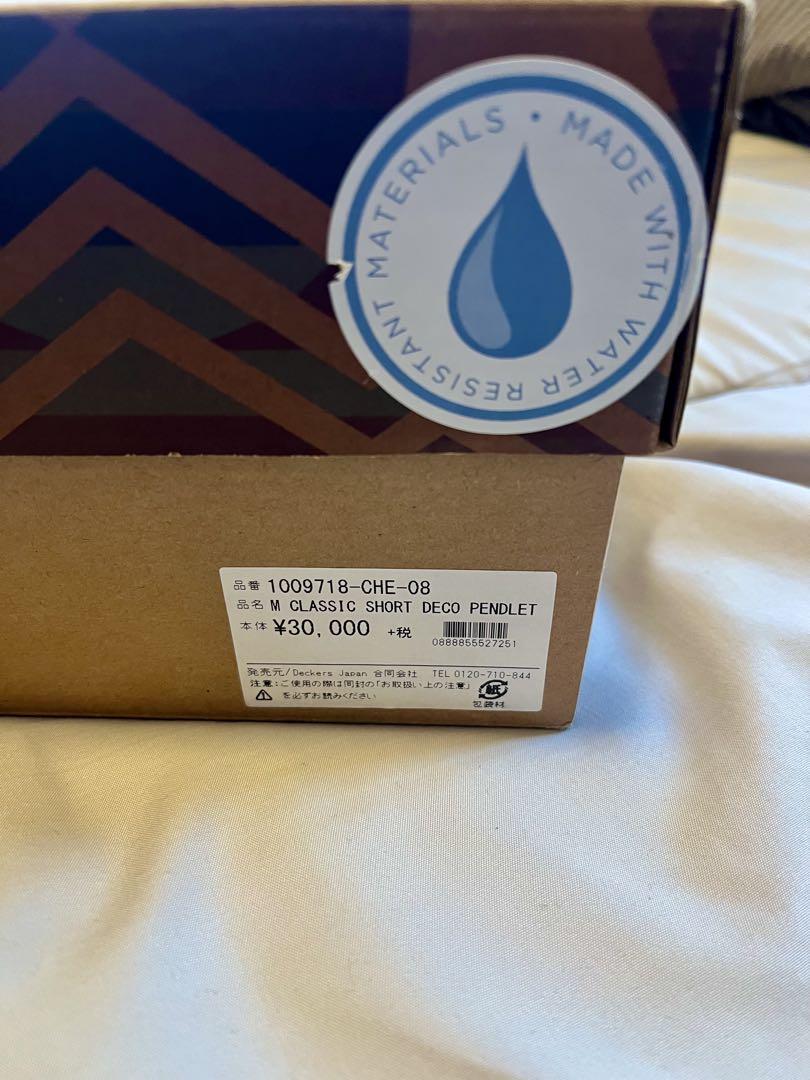 MADE WITH WATER RESISTANT MATERIALS •
品番 1009718-CHE-08
品名 M CLASSIC SHORT DECO PENDLET
本体 ¥30,000 +税
0888855527251
発売元/Deckers Japan 合同会社 TEL 0120-710-844
注意:ご使用の際は同封の「お取扱い上の注意」
を必ずお読みください
紙
包装材